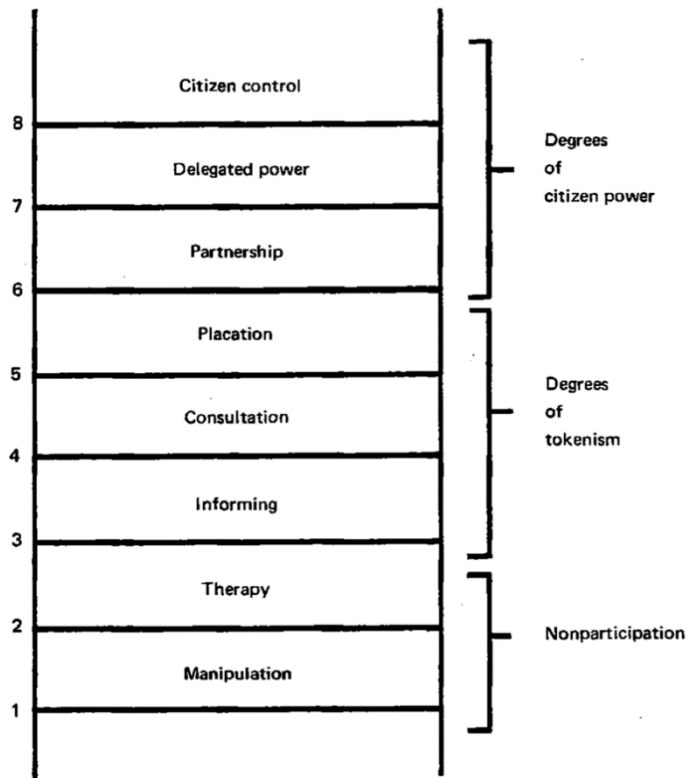 Citizen control
8
Delegated power
7
Partnership
6
Placation
5
Consultation
4
Informing
3
Therapy
2
Manipulation
1
Degrees
of
citizen power
Degrees
of
tokenism
Nonparticipation